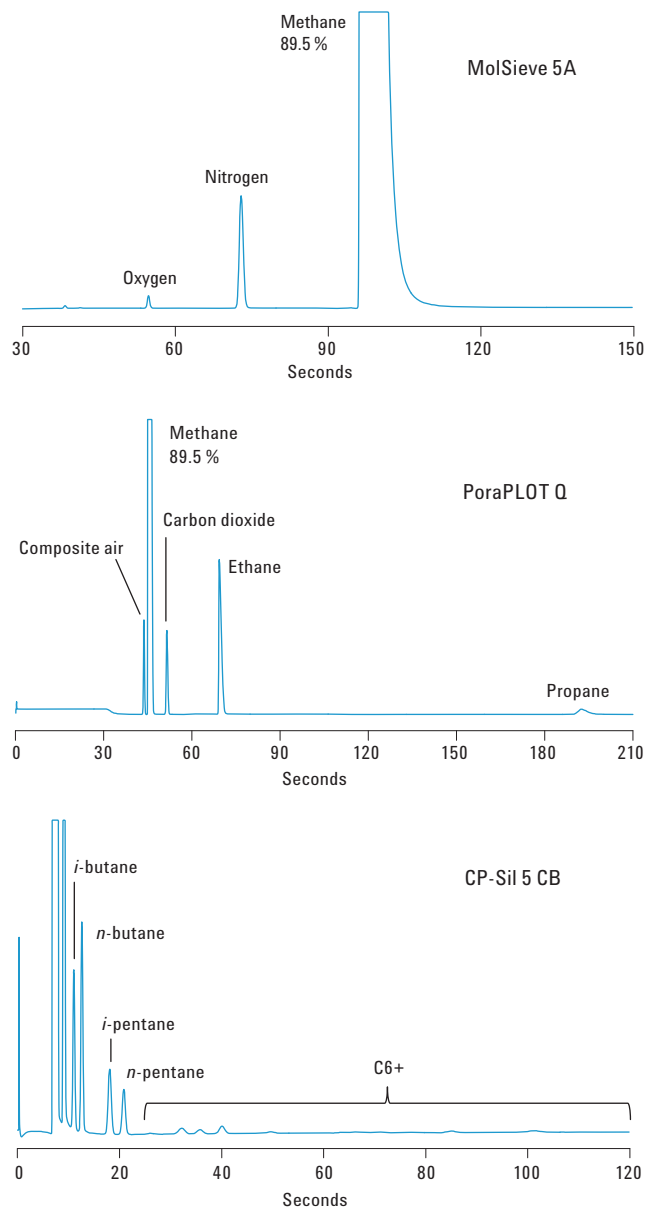 Methane
89.5 %
MolSieve 5A
Nitrogen
Oxygen
30 60 90 120 150
Seconds
Methane
89.5 %
PoraPLOT Q
Carbon dioxide
Composite air
Ethane
Propane
0 30 60 90 120 150 180 210
Seconds
i-butane
CP-Sil 5 CB
n-butane
i-pentane
n-pentane
C6+
0 20 40 60 80 100 120
Seconds